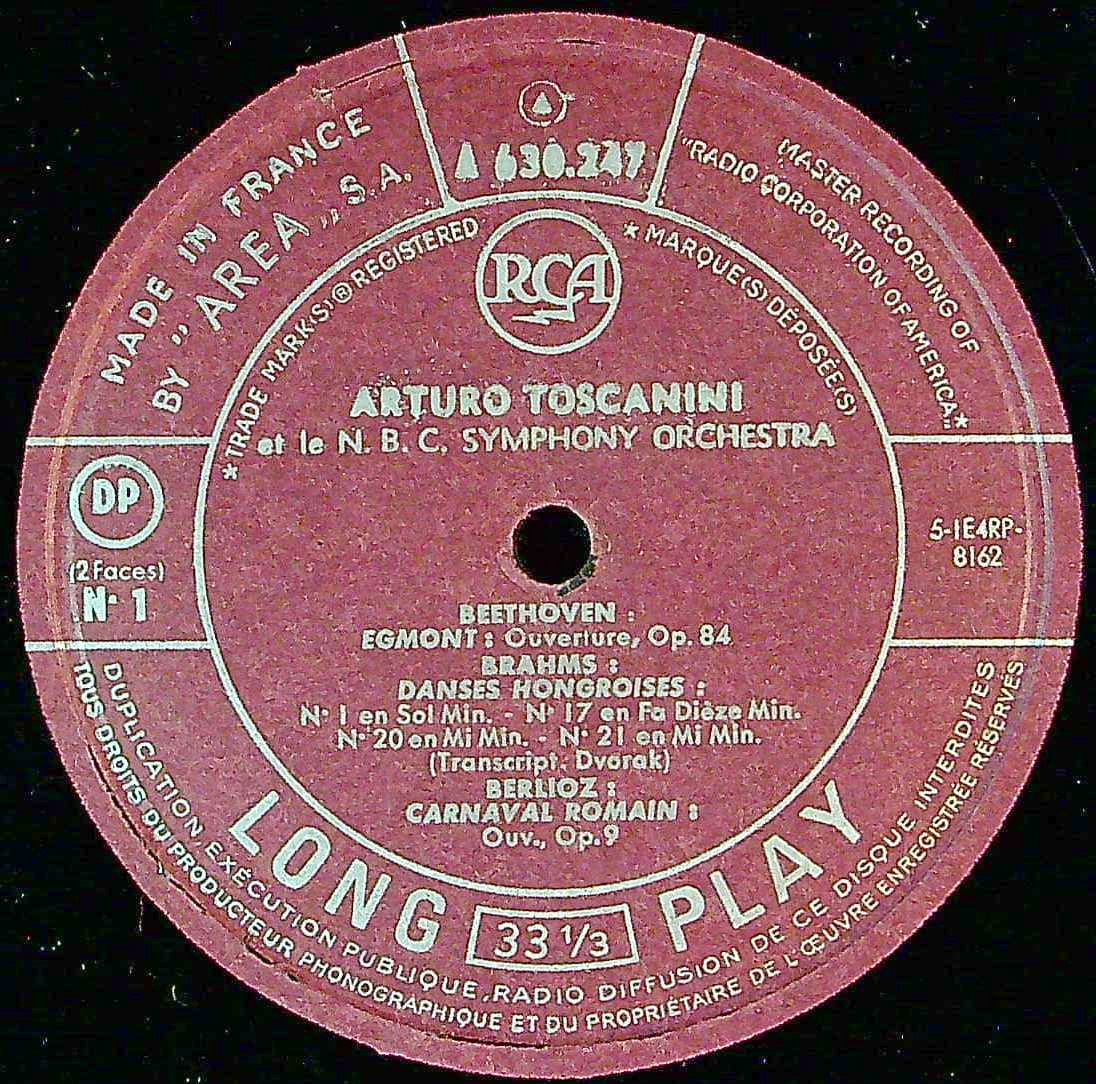 A 630.247
MADE IN FRANCE
BY "AREA„ S.A.
MASTER RECORDING OF
"RADIO CORPORATION OF AMERICA„*
*TRADE MARK(S)® REGISTERED
* MARQUE(S) DÉPOSÉE(S)
RCA
ARTURO TOSCANINI
et le N. B. C. SYMPHONY ORCHESTRA
DP
(2 Faces)
N° 1
5-1E4RP-
8162
BEETHOVEN :
EGMONT : Ouverture, Op. 84
BRAHMS :
DANSES HONGROISES :
N° 1 en Sol Min. - N° 17 en Fa Dièze Min.
N° 20 en Mi Min. - N° 21 en Mi Min.
(Transcript. Dvorak)
BERLIOZ :
CARNAVAL ROMAIN :
Ouv., Op. 9
LONG 33 1/3 PLAY
DUPLICATION, EXÉCUTION PUBLIQUE, RADIO DIFFUSION DE CE DISQUE INTERDITES
TOUS DROITS DU PRODUCTEUR PHONOGRAPHIQUE ET DU PROPRIÉTAIRE DE L'ŒUVRE ENREGISTRÉE RÉSERVÉS